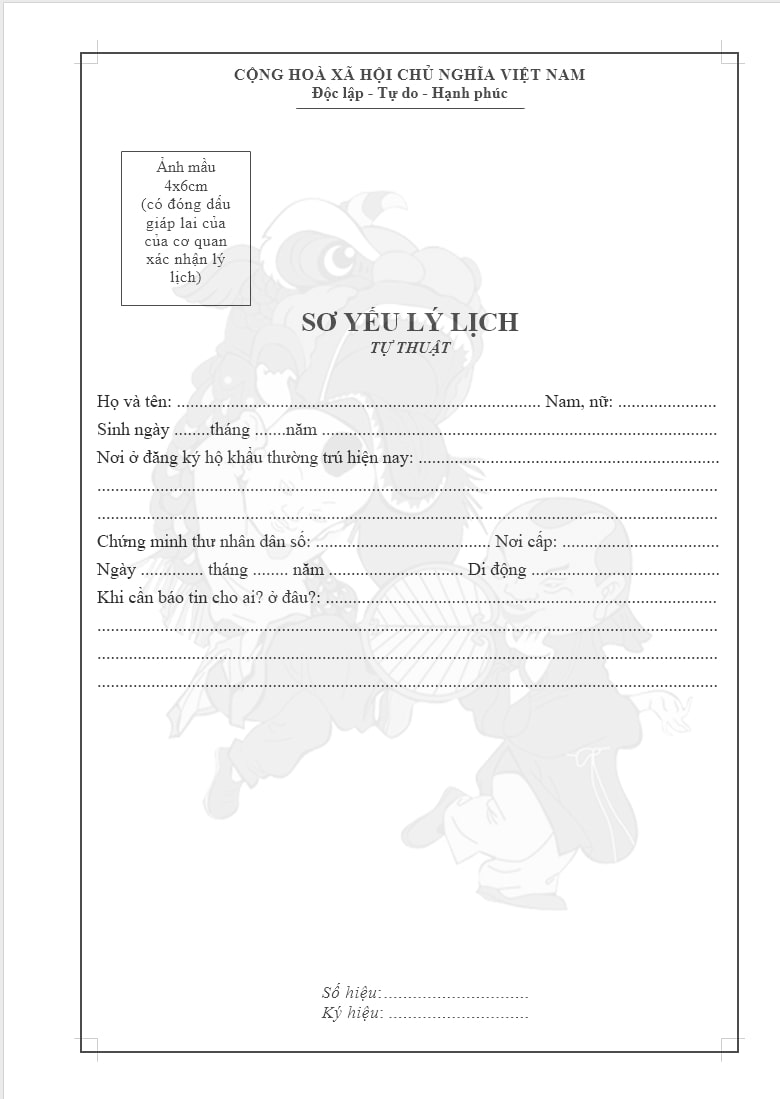 CỘNG HOÀ XÃ HỘI CHỦ NGHĨA VIỆT NAM
Độc lập - Tự do - Hạnh phúc
Ảnh mầu
4x6cm
(có đóng dấu
giáp lai của
của cơ quan
xác nhận lý
lịch)
SƠ YẾU LÝ LỊCH
TỰ THUẬT
Họ và tên: ................................................................................. Nam, nữ: ......................
Sinh ngày ........tháng .......năm ........................................................................................
Nơi ở đăng ký hộ khẩu thường trú hiện nay: ...................................................................
..........................................................................................................................................
..........................................................................................................................................
Chứng minh thư nhân dân số: ....................................... Nơi cấp: ...................................
Ngày .............. tháng ........ năm .............................. Di động ..........................................
Khi cần báo tin cho ai? ở đâu?: ........................................................................................
..........................................................................................................................................
..........................................................................................................................................
..........................................................................................................................................
Số hiệu:................................
Ký hiệu: ...............................